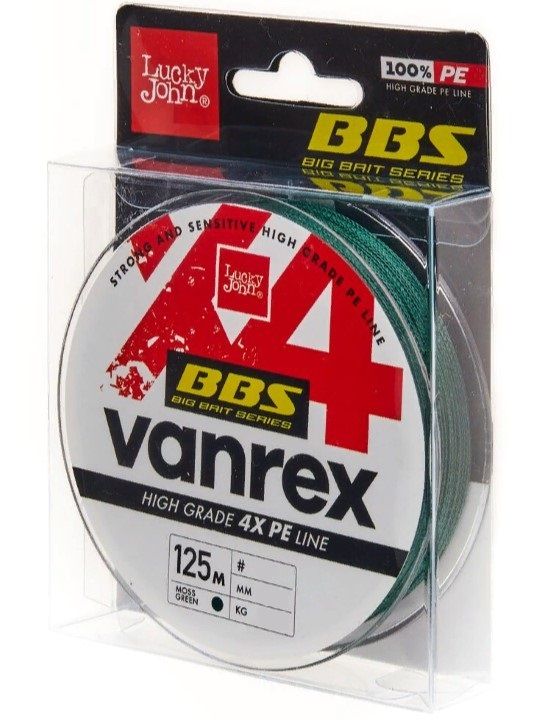 Lucky
John®
100% PE
HIGH GRADE PE LINE
BBS
BIG BAIT SERIES
STRONG AND SENSITIVE HIGH GRADE PE LINE
Lucky
John®
X4
BBS
BIG BAIT SERIES
vanrex
HIGH GRADE 4X PE LINE
125М
MOSS
GREEN
#
MM
KG